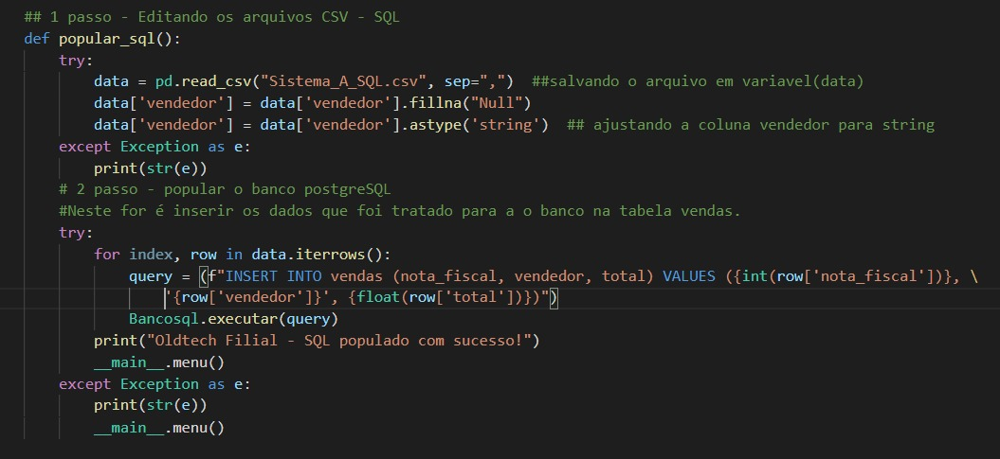 ## 1 passo - Editando os arquivos CSV - SQL
def popular_sql():
    try:
        data = pd.read_csv("Sistema_A_SQL.csv", sep=",")  ##salvando o arquivo em variavel(data)
        data['vendedor'] = data['vendedor'].fillna("Null")
        data['vendedor'] = data['vendedor'].astype('string')  ## ajustando a coluna vendedor para string
    except Exception as e:
        print(str(e))
    # 2 passo - popular o banco postgreSQL
    #Neste for é inserir os dados que foi tratado para a o banco na tabela vendas.
    try:
        for index, row in data.iterrows():
            query = (f"INSERT INTO vendas (nota_fiscal, vendedor, total) VALUES ({int(row['nota_fiscal'])}, \
                '{row['vendedor']}', {float(row['total'])})")
            Bancosql.executar(query)
        print("Oldtech Filial - SQL populado com sucesso!")
        __main__.menu()
    except Exception as e:
        print(str(e))
        __main__.menu()